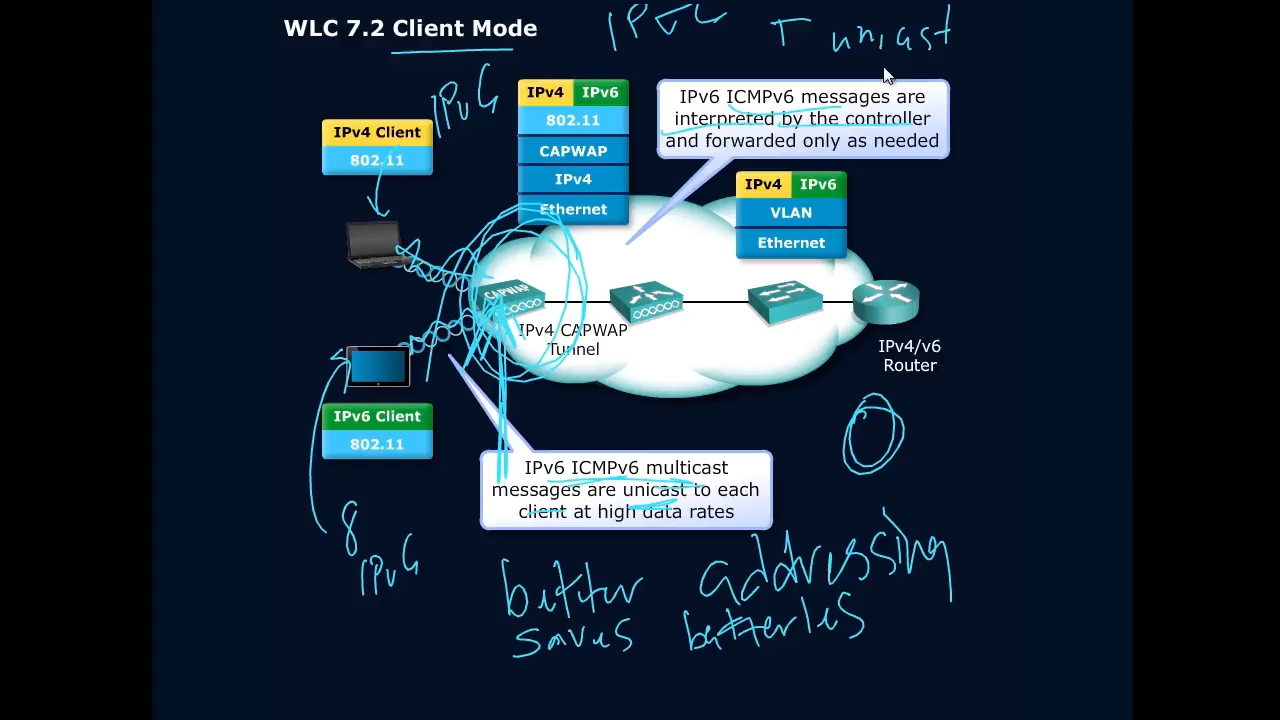 WLC 7.2 Client Mode
unicast
IPv4 IPv6
802.11
CAPWAP
IPv4
Ethernet
IPv6 ICMPv6 messages are
interpreted by the controller
and forwarded only as needed
IPv4 Client
802.11
IPv6
IPv4 IPv6
VLAN
Ethernet
CAPWAP
IPv4 CAPWAP
Tunnel
IPv4/v6
Router
IPv6 Client
802.11
IPv6 ICMPv6 multicast
messages are unicast to each
client at high data rates
8
IPv6
better addressing
saves batteries